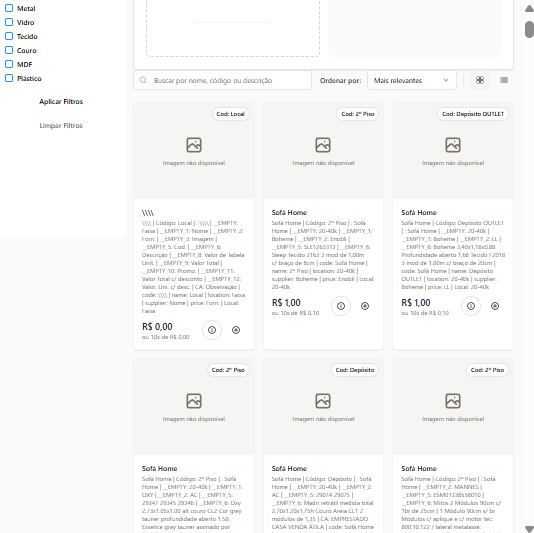 Metal
Vidro
Tecido
Couro
MDF
Plástico
Aplicar Filtros
Limpar Filtros
Buscar por nome, código ou descrição
Ordenar por:
Mais relevantes
Cod: Local
Imagem não disponível
\\\\
\\\\ | Código: Local | : \\\\ | __EMPTY:
Faixa | __EMPTY_1: Nome | __EMPTY_2:
Forn. | __EMPTY_3: Imagem |
__EMPTY_5: Cod. | __EMPTY_6:
Descrição | __EMPTY_8: Valor de Tabela
Unit. | __EMPTY_9: Valor Total |
__EMPTY_10: Promo. | __EMPTY_11:
Valor Total c/ desconto | __EMPTY_12:
Valor. Uni. c/ desc. | CA: Observação |
code: \\\\ | name: Local | location: Faixa
| supplier: Nome | price: Forn. | Local:
Faixa
R$ 0,00
ou 10x de R$ 0,00
Cod: 2º Piso
Imagem não disponível
Sofá Home
Sofá Home | Código: 2º Piso | : Sofá
Home | __EMPTY: 20-40k | __EMPTY_1:
Boheme | __EMPTY_2: Enobli |
__EMPTY_5: SLE1263313 | __EMPTY_6:
Sleep Tecido 3163 3 mod de 1,00m
c/ braço de 8cm | code: Sofá Home |
name: 2º Piso | location: 20-40k |
supplier: Boheme | price: Enobli | Local:
20-40k
R$ 1,00
ou 10x de R$ 0,10
Cod: Depósito OUTLET
Imagem não disponível
Sofá Home
Sofá Home | Código: Depósito OUTLET
| : Sofá Home | __EMPTY: 20-40k |
__EMPTY_1: Boheme | __EMPTY_2: LL |
__EMPTY_6: Boheme 3,40x1,18x0,88
Profundidade aberto 1,68 Tecido F2018
3 mod de 1,00m c/ braço de 20cm |
code: Sofá Home | name: Depósito
OUTLET | location: 20-40k | supplier:
Boheme | price: LL | Local: 20-40k
R$ 1,00
ou 10x de R$ 0,10
Cod: 2º Piso
Imagem não disponível
Sofá Home
Sofá Home | Código: 2º Piso | : Sofá
Home | __EMPTY: 20-40k | __EMPTY_1:
OXY | __EMPTY_2: AC | __EMPTY_5:
29347 29345 29346 | __EMPTY_6: Oxy
2,73x1.05x1.00 alt couro CL2 Cor grey
tauner profundidade aberto 1.58
Essence gray tauner assinado por
Cod: Depósito
Imagem não disponível
Sofá Home
Sofá Home | Código: Depósito | : Sofá
Home | __EMPTY: 20-40k | __EMPTY_2:
AC | __EMPTY_5: 29074 29075 |
__EMPTY_6: Madri retrátil medida total
2,70x1,20x1,75h Couro Areia CL1 2
módulos de 1,35 | CA: EMPRESTADO
CASA VENDA ÁTILA | code: Sofá Home
Cod: 2º Piso
Imagem não disponível
Sofá Home
Sofá Home | Código: 2º Piso | : Sofá
Home | __EMPTY_2: MANNES |
__EMPTY_5: ESM01338558010 |
__EMPTY_6: Mitos 2 Módulos 90cm c/
1br de 25cm | 1 Módulo 90cm s/ br
Módulos c/ aplique e c/ motor tec:
800.10.122 / lateral metalasse: